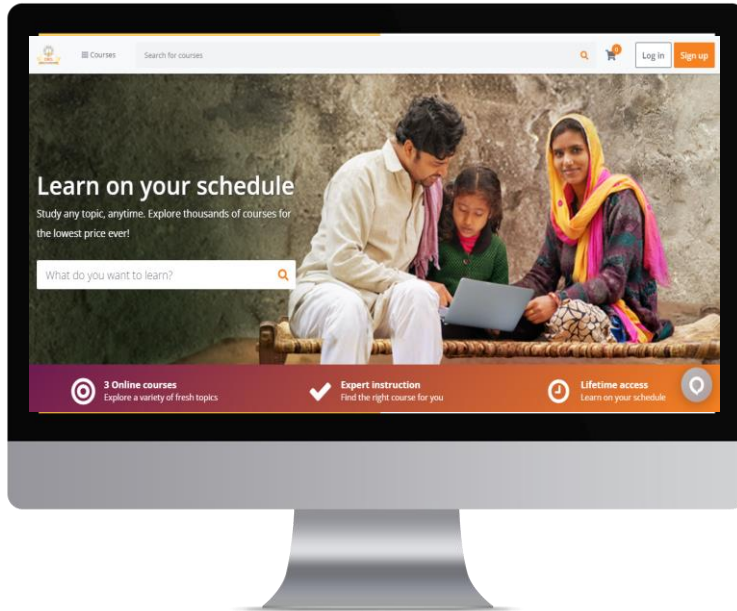 Courses
Search for courses
0
Log in
Sign up
Learn on your schedule
Study any topic, anytime. Explore thousands of courses for
the lowest price ever!
What do you want to learn?
3 Online courses
Explore a variety of fresh topics
Expert instruction
Find the right course for you
Lifetime access
Learn on your schedule